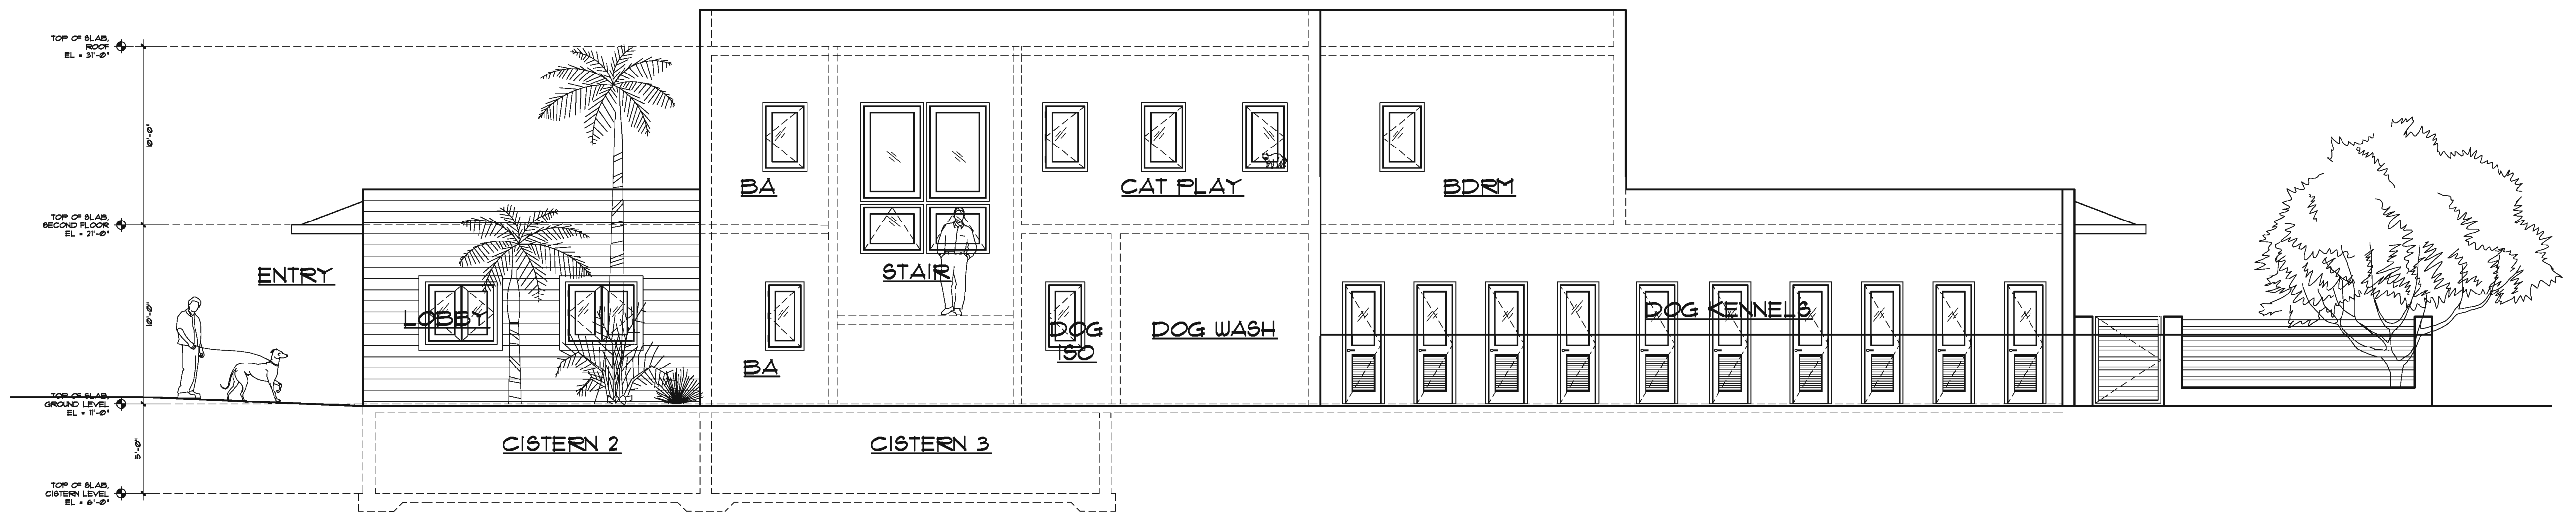 TOP OF SLAB,
ROOF
EL = 31'-0"
10'-0"
BA
CAT PLAY
BDRM
TOP OF SLAB,
SECOND FLOOR
EL = 21'-0"
ENTRY
STAIR
10'-0"
LOBBY
DOG
ISO
DOG WASH
DOG KENNELS
BA
TOP OF SLAB,
GROUND LEVEL
EL = 11'-0"
5'-0"
CISTERN 2
CISTERN 3
TOP OF SLAB,
CISTERN LEVEL
EL = 6'-0"